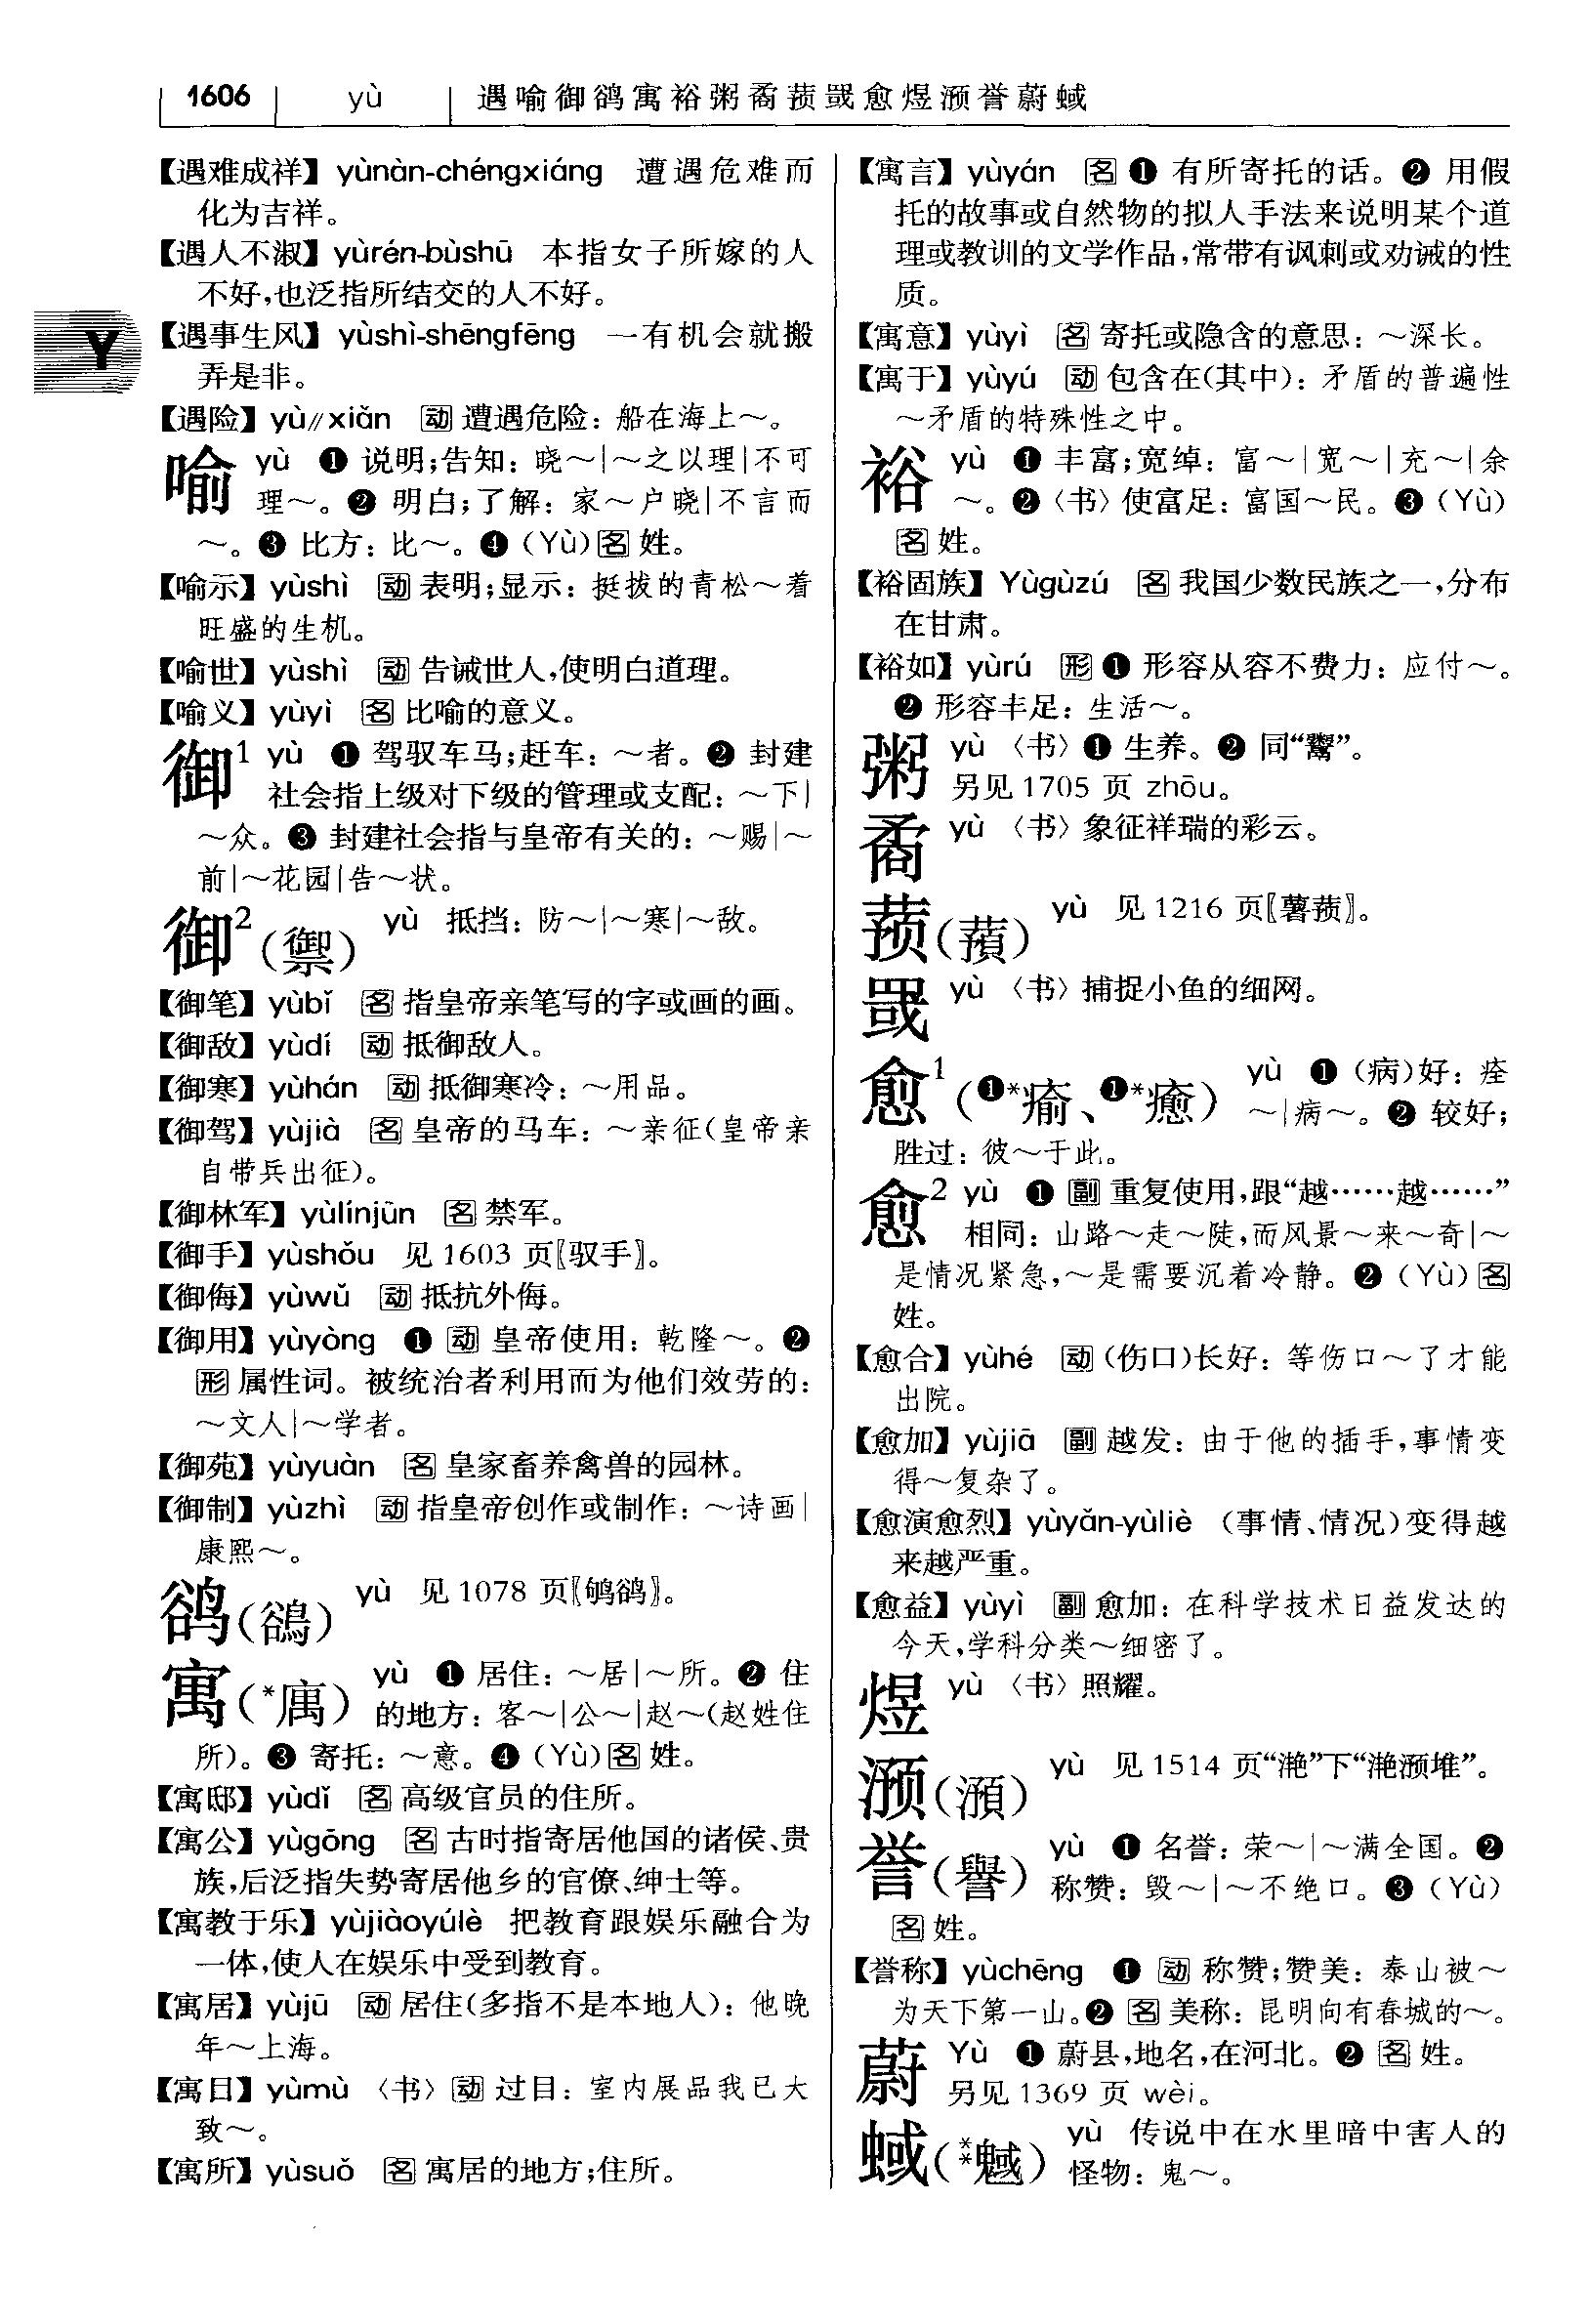 1606 yù 遇喻御鹆寓裕粥矞蓣罭愈煜滪誉蔚蜮
【遇难成祥】 yùnàn-chéngxiáng 遭遇危难而
化为吉祥。
【遇人不淑】 yùrén-bùshū 本指女子所嫁的人
不好,也泛指所结交的人不好。
Y
【遇事生风】 yùshì-shēngfēng 一有机会就搬
弄是非。
【遇险】 yù//xiǎn 动 遭遇危险: 船在海上~。
喻 yù ❶ 说明;告知: 晓~|~之以理|不可
理~。❷ 明白;了解: 家~户晓|不言而
~。❸ 比方: 比~。❹ (Yù) 名 姓。
【喻示】 yùshì 动 表明;显示: 挺拔的青松~着
旺盛的生机。
【喻世】 yùshì 动 告诫世人,使明白道理。
【喻义】 yùyì 名 比喻的意义。
御1 yù ❶ 驾驭车马;赶车: ~者。❷ 封建
社会指上级对下级的管理或支配: ~下|
~众。❸ 封建社会指与皇帝有关的: ~赐|~
前|~花园|告~状。
御2(禦) yù 抵挡: 防~|~寒|~敌。
【御笔】 yùbǐ 名 指皇帝亲笔写的字或画的画。
【御敌】 yùdí 动 抵御敌人。
【御寒】 yùhán 动 抵御寒冷: ~用品。
【御驾】 yùjià 名 皇帝的马车: ~亲征(皇帝亲
自带兵出征)。
【御林军】 yùlínjūn 名 禁军。
【御手】 yùshǒu 见1603 页〖驭手〗。
【御侮】 yùwǔ 动 抵抗外侮。
【御用】 yùyòng ❶ 动 皇帝使用: 乾隆~。❷
形 属性词。被统治者利用而为他们效劳的:
~文人|~学者。
【御苑】 yùyuàn 名 皇家畜养禽兽的园林。
【御制】 yùzhì 动 指皇帝创作或制作: ~诗画|
康熙~。
鹆(鵒) yù 见1078 页〖鸲鹆〗。
寓(*庽) yù ❶ 居住: ~居|~所。❷ 住
的地方: 客~|公~|赵~(赵姓住
所)。❸ 寄托: ~意。❹ (Yù) 名 姓。
【寓邸】 yùdǐ 名 高级官员的住所。
【寓公】 yùgōng 名 古时指寄居他国的诸侯、贵
族,后泛指失势寄居他乡的官僚、绅士等。
【寓教于乐】 yùjiàoyúlè 把教育跟娱乐融合为
一体,使人在娱乐中受到教育。
【寓居】 yùjū 动 居住(多指不是本地人): 他晚
年~上海。
【寓目】 yùmù 〈书〉 动 过目: 室内展品我已大
致~。
【寓所】 yùsuǒ 名 寓居的地方;住所。
【寓言】 yùyán 名 ❶ 有所寄托的话。❷ 用假
托的故事或自然物的拟人手法来说明某个道
理或教训的文学作品,常带有讽刺或劝诫的性
质。
【寓意】 yùyì 名 寄托或隐含的意思: ~深长。
【寓于】 yùyú 动 包含在(其中): 矛盾的普遍性
~矛盾的特殊性之中。
裕 yù ❶ 丰富;宽绰: 富~|宽~|充~|余
~。❷〈书〉使富足: 富国~民。❸ (Yù)
名 姓。
【裕固族】 Yùgùzú 名 我国少数民族之一,分布
在甘肃。
【裕如】 yùrú 形 ❶ 形容从容不费力: 应付~。
❷ 形容丰足: 生活~。
粥 yù 〈书〉❶ 生养。❷ 同“鬻”。
另见1705 页 zhōu。
矞 yù 〈书〉象征祥瑞的彩云。
蓣(蕷) yù 见1216 页〖薯蓣〗。
罭 yù 〈书〉捕捉小鱼的细网。
愈1(❶*瘉、❶*癒) yù ❶ (病)好: 痊
~|病~。❷ 较好;
胜过: 彼~于此。
愈2 yù ❶ 副 重复使用,跟“越……越……”
相同: 山路~走~陡,而风景~来~奇|~
是情况紧急,~是需要沉着冷静。❷ (Yù) 名
姓。
【愈合】 yùhé 动 (伤口)长好: 等伤口~了才能
出院。
【愈加】 yùjiā 副 越发: 由于他的插手,事情变
得~复杂了。
【愈演愈烈】 yùyǎn-yùliè (事情、情况)变得越
来越严重。
【愈益】 yùyì 副 愈加: 在科学技术日益发达的
今天,学科分类~细密了。
煜 yù 〈书〉照耀。
滪(澦) yù 见1514 页“滟”下“滟滪堆”。
誉(譽) yù ❶ 名誉: 荣~|~满全国。❷
称赞: 毁~|~不绝口。❸ (Yù)
名 姓。
【誉称】 yùchēng ❶ 动 称赞;赞美: 泰山被~
为天下第一山。❷ 名 美称: 昆明向有春城的~。
蔚 Yù ❶ 蔚县,地名,在河北。❷ 名 姓。
另见1369 页 wèi。
蜮(**魊) yù 传说中在水里暗中害人的
怪物: 鬼~。